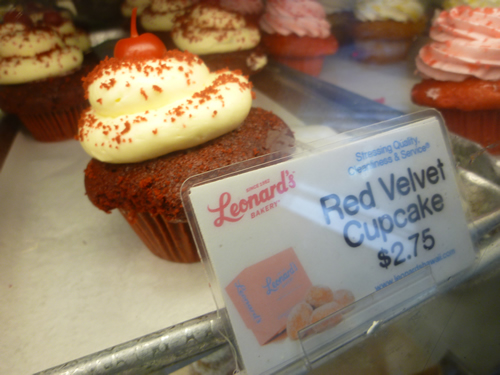 SINCE 1952
Leonard's
BAKERY
Stressing Quality,
Cleanliness & Service!
Red Velvet
Cupcake
$2.75
Leonard's